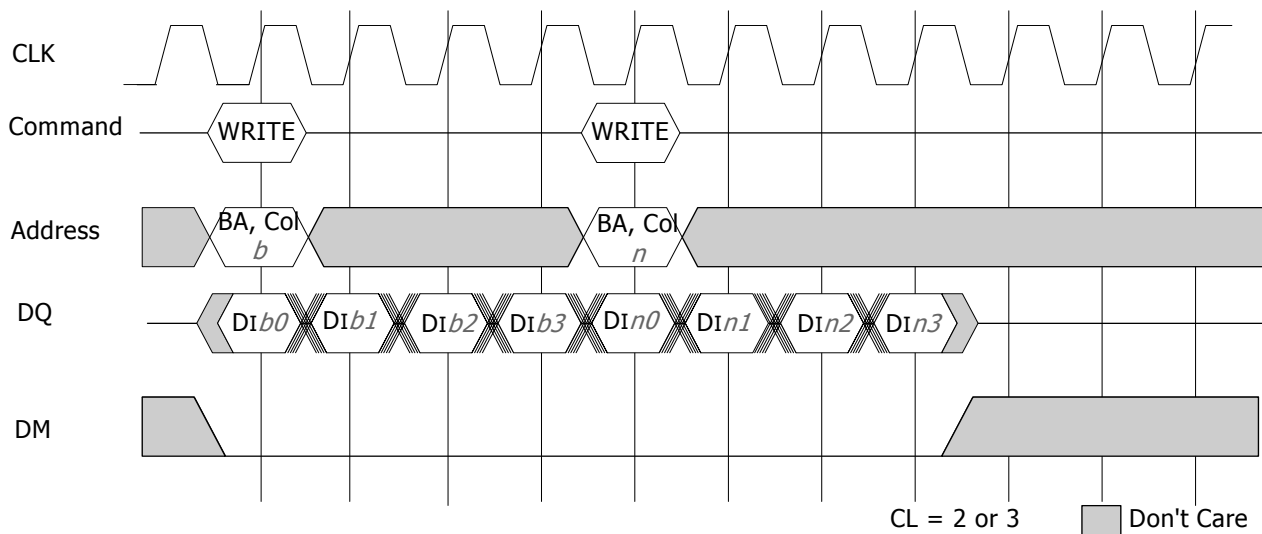 CLK
Command WRITE WRITE
Address BA, Col BA, Col
b n
DQ DIb0 DIb1 DIb2 DIb3 DIn0 DIn1 DIn2 DIn3
DM
CL = 2 or 3 Don't Care